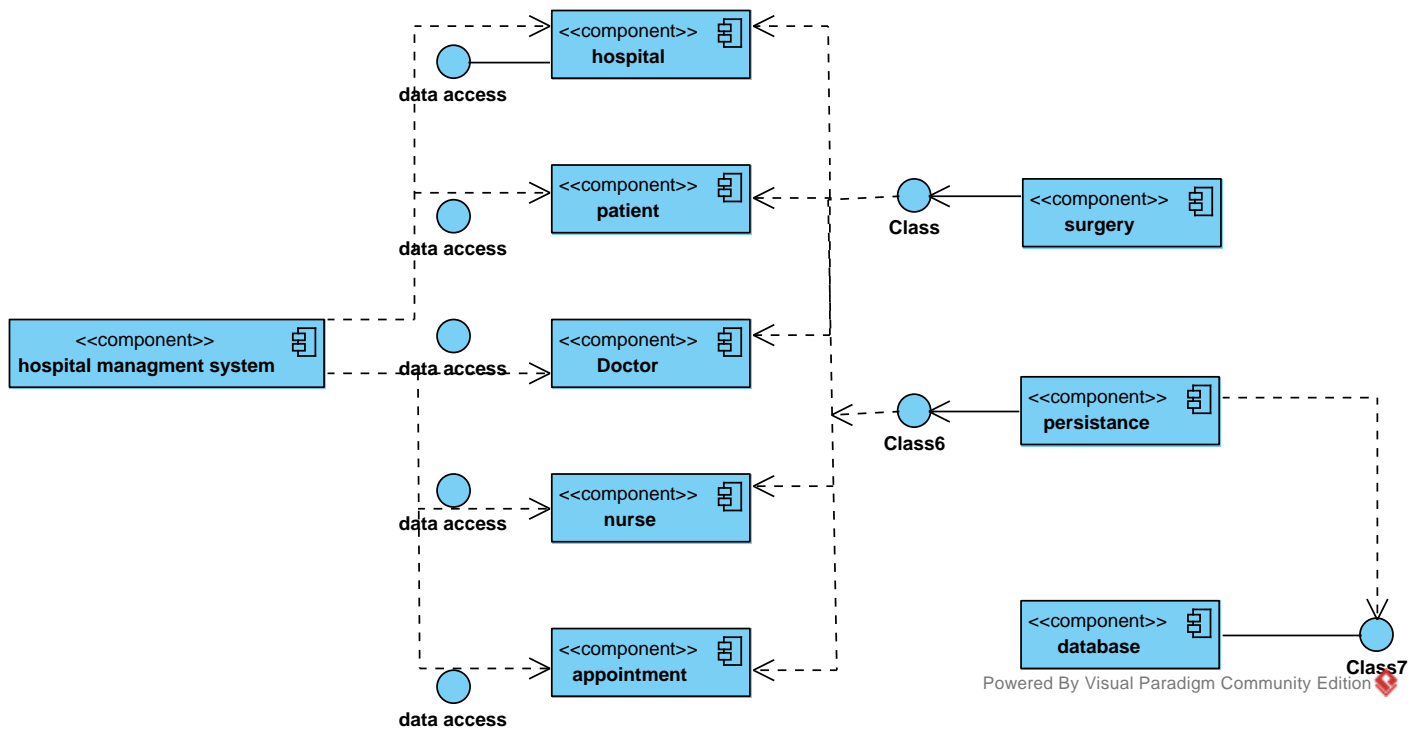 <<component>>
hospital
data access
<<component>>
patient
data access
<<component>>
surgery
Class
<<component>>
hospital managment system
<<component>>
Doctor
data access
<<component>>
persistance
Class6
<<component>>
nurse
data access
<<component>>
appointment
data access
<<component>>
database
Class7
Powered By Visual Paradigm Community Edition